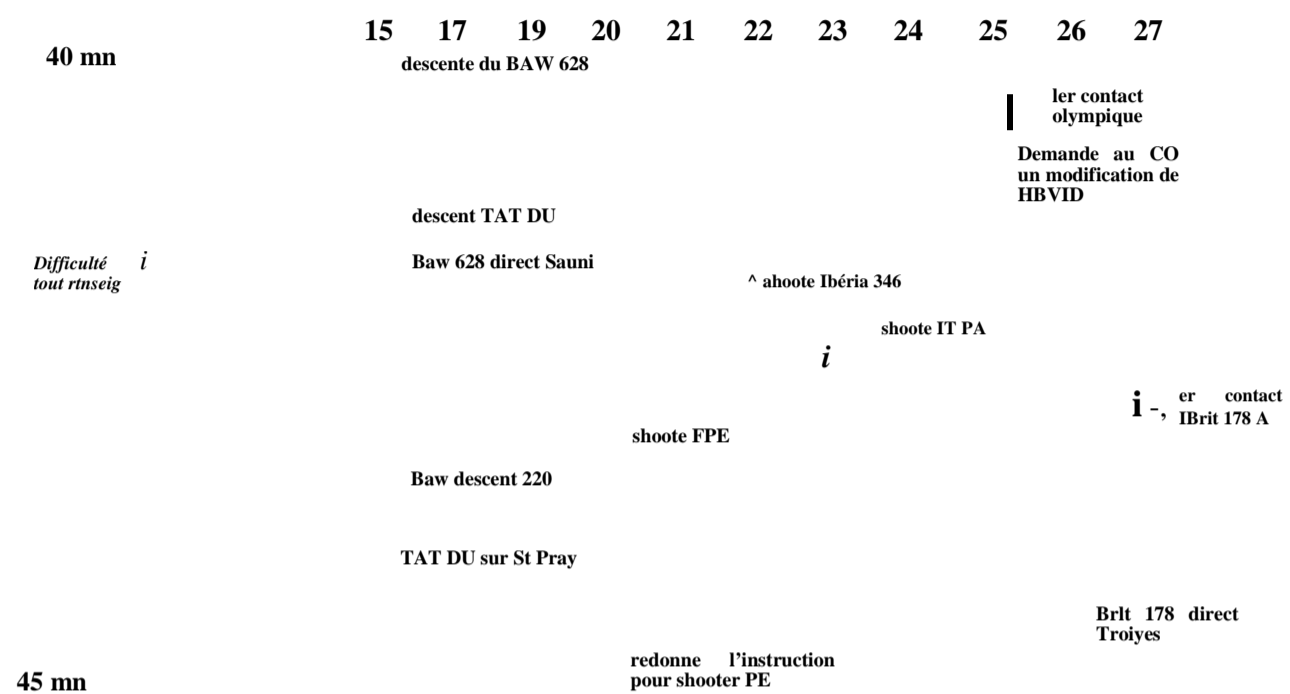 15 17 19 20 21 22 23 24 25 26 27
40 mn
descente du BAW 628
ler contact
olympique
Demande au CO
un modification de
HBVID
descent TAT DU
Difficulté i
tout rtnseig
Baw 628 direct Sauni
^ ahoote Ibéria 346
shoote IT PA
i
i -, er contact
IBrit 178 A
shoote FPE
Baw descent 220
TAT DU sur St Pray
Brlt 178 direct
Troiyes
redonne l’instruction
pour shooter PE
45 mn